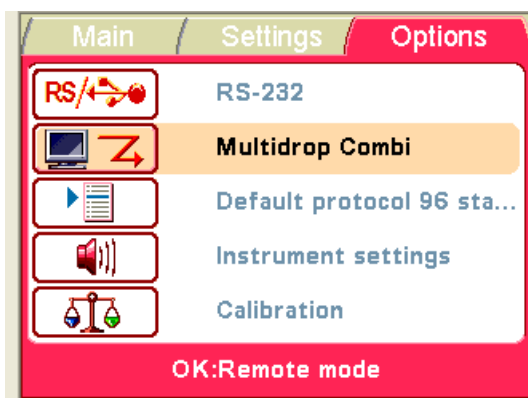 Main Settings Options
RS/ RS-232
Multidrop Combi
Default protocol 96 sta...
Instrument settings
Calibration
OK:Remote mode